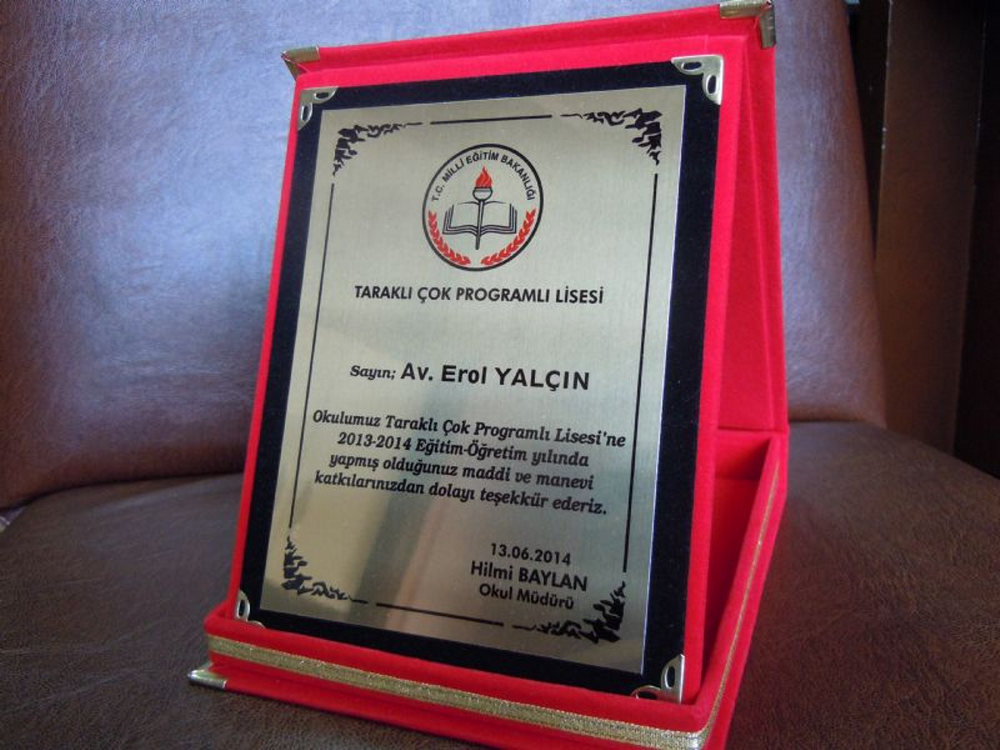 T.C. MİLLİ EĞİTİM BAKANLIĞI
TARAKLI ÇOK PROGRAMLI LİSESİ
Sayın; Av. Erol YALÇIN
Okulumuz Taraklı Çok Programlı Lisesi'ne
2013-2014 Eğitim-Öğretim yılında
yapmış olduğunuz maddi ve manevi
katkılarınızdan dolayı teşekkür ederiz.
13.06.2014
Hilmi BAYLAN
Okul Müdürü